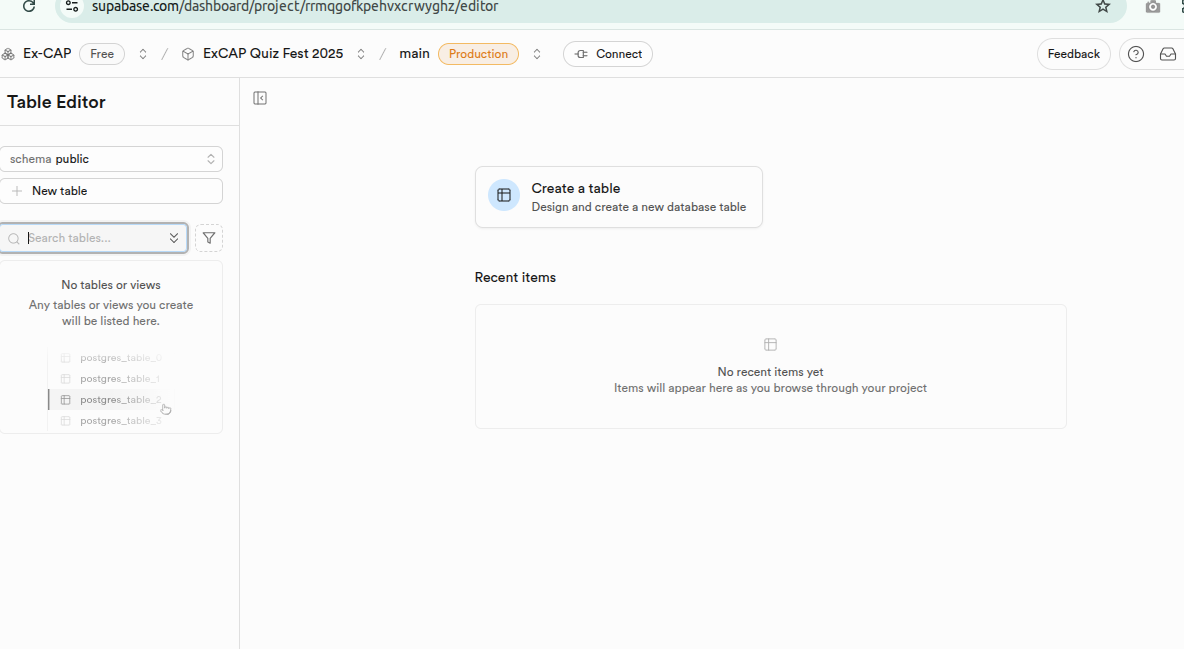 supabase.com/dashboard/project/rrmqgofkpehvxcrwyghz/editor
Ex-CAP Free / ExCAP Quiz Fest 2025 / main Production Connect Feedback
Table Editor
schema public
New table
Search tables...
No tables or views
Any tables or views you create
will be listed here.
postgres_table_0
postgres_table_1
postgres_table_2
postgres_table_3
Create a table
Design and create a new database table
Recent items
No recent items yet
Items will appear here as you browse through your project